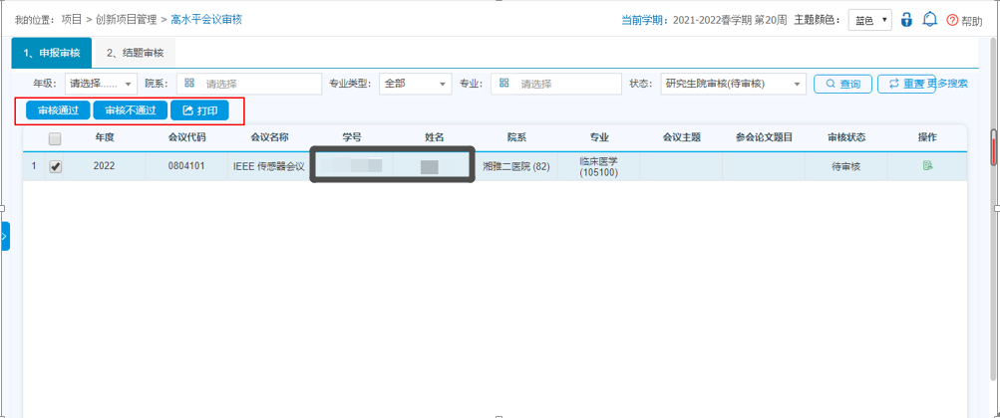 我的位置： 项目 > 创新项目管理 > 高水平会议审核 当前学期：2021-2022春学期 第20周 主题颜色： 蓝色 帮助
1、申报审核 2、结题审核
年级： 请选择...... 院系： 请选择 专业类型： 全部 专业： 请选择 状态： 研究生院审核(待审核) 查询 重置 更多搜索
审核通过 审核不通过 打印
年度 会议代码 会议名称 学号 姓名 院系 专业 会议主题 参会论文题目 审核状态 操作
1 2022 0804101 IEEE 传感器会议 湘雅二医院 (82) 临床医学 待审核
(105100)